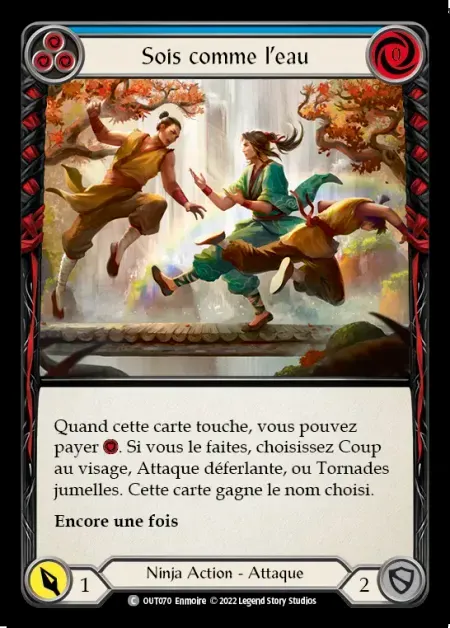 Sois comme l'eau
0
Quand cette carte touche, vous pouvez
payer . Si vous le faites, choisissez Coup
au visage, Attaque déferlante, ou Tornades
jumelles. Cette carte gagne le nom choisi.
Encore une fois
1
Ninja Action - Attaque
2
C OUT070 Enmoire © 2022 Legend Story Studios